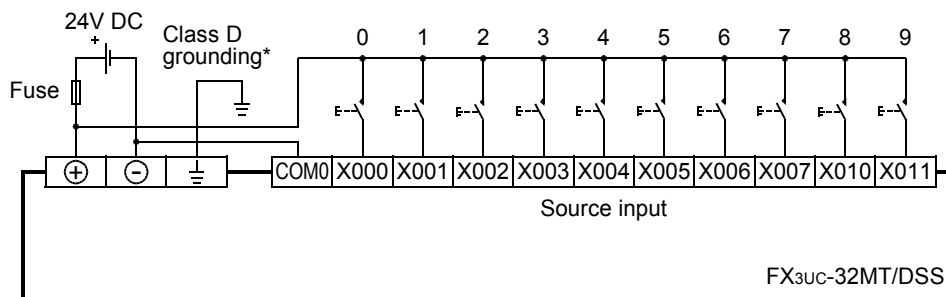 24V DC
+
Fuse
Class D
grounding*
0 1 2 3 4 5 6 7 8 9
+ -
COM0 X000 X001 X002 X003 X004 X005 X006 X007 X010 X011
Source input
FX3UC-32MT/DSS